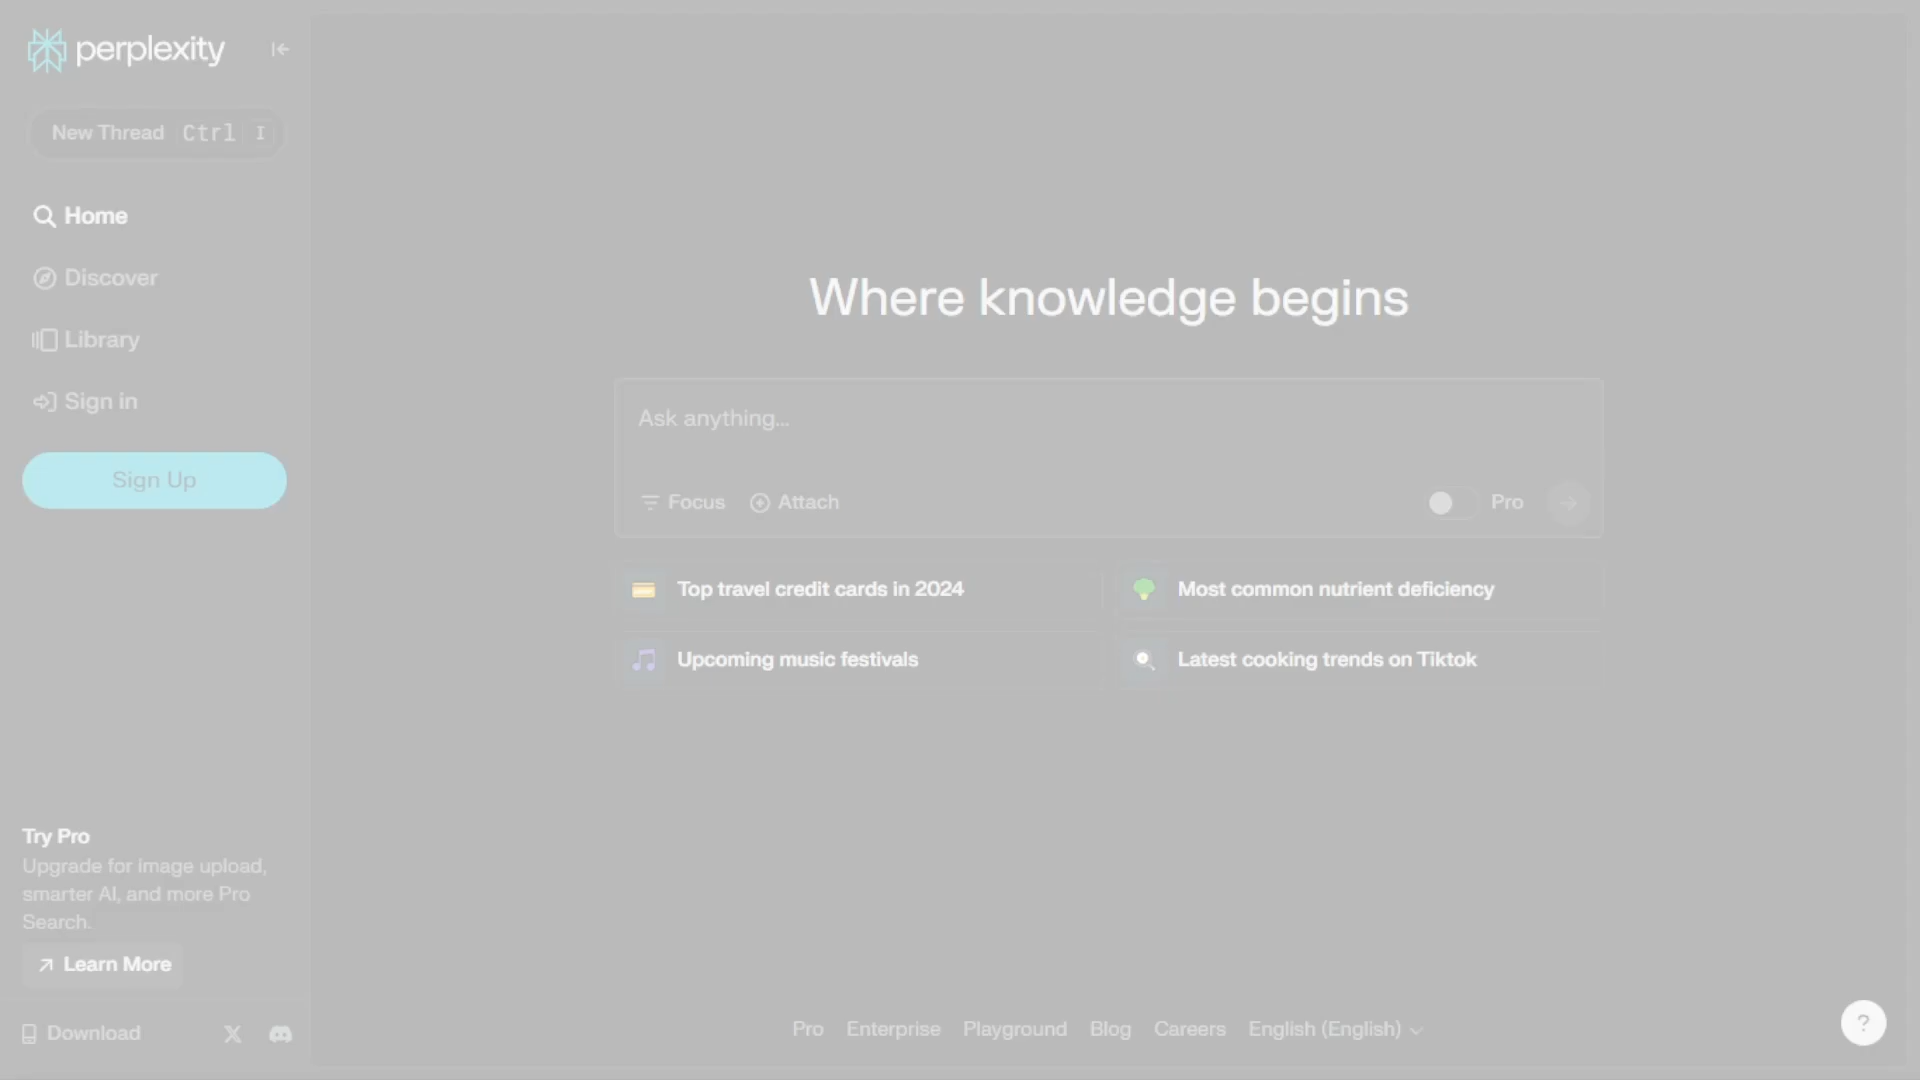 perplexity
New Thread Ctrl I
Home
Discover
Library
Sign in
Sign Up
Where knowledge begins
Ask anything...
Focus Attach Pro
Top travel credit cards in 2024
Most common nutrient deficiency
Upcoming music festivals
Latest cooking trends on Tiktok
Try Pro
Upgrade for image upload,
smarter AI, and more Pro
Search.
Learn More
Download
Pro Enterprise Playground Blog Careers English (English)
?